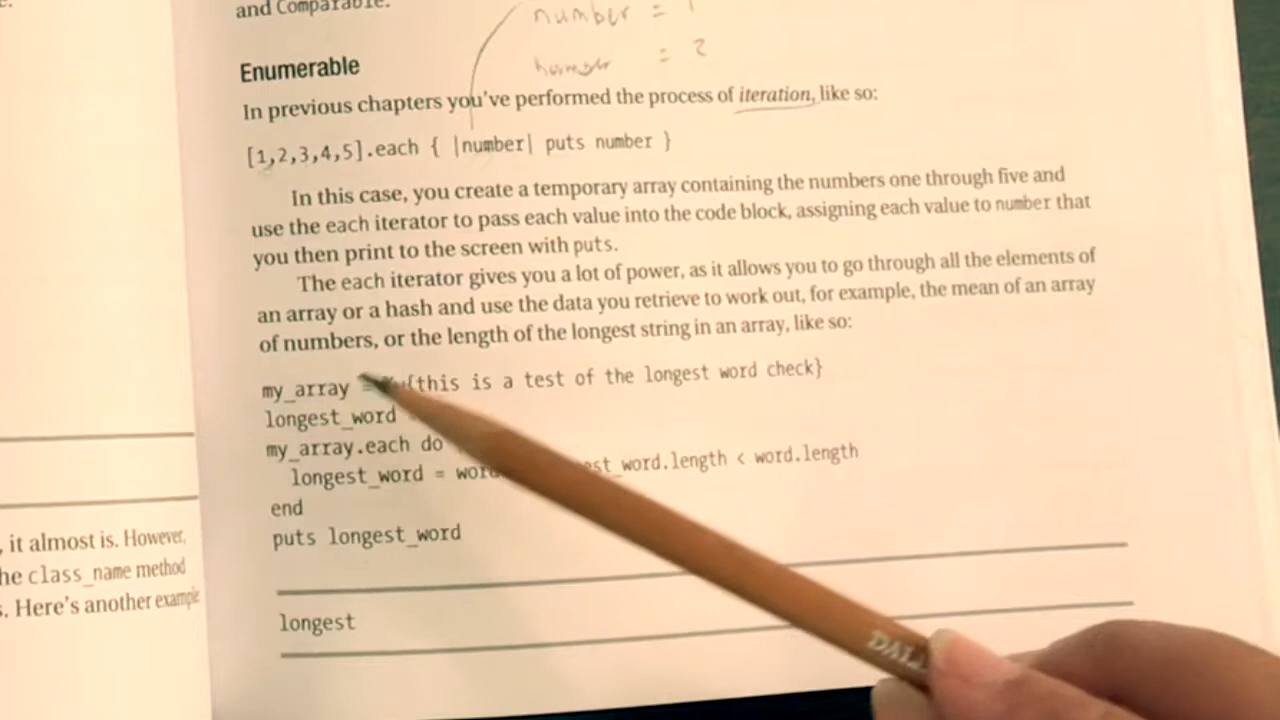 and Comparable.
number = 1
number = 2
Enumerable
In previous chapters you've performed the process of iteration, like so:
[1,2,3,4,5].each { |number| puts number }
In this case, you create a temporary array containing the numbers one through five and
use the each iterator to pass each value into the code block, assigning each value to number that
you then print to the screen with puts.
The each iterator gives you a lot of power, as it allows you to go through all the elements of
an array or a hash and use the data you retrieve to work out, for example, the mean of an array
of numbers, or the length of the longest string in an array, like so:
my_array = {this is a test of the longest word check}
longest_word
my_array.each do
longest_word = word word.length < word.length
end
puts longest_word
longest
, it almost is. However,
he class_name method
s. Here's another example
DAL